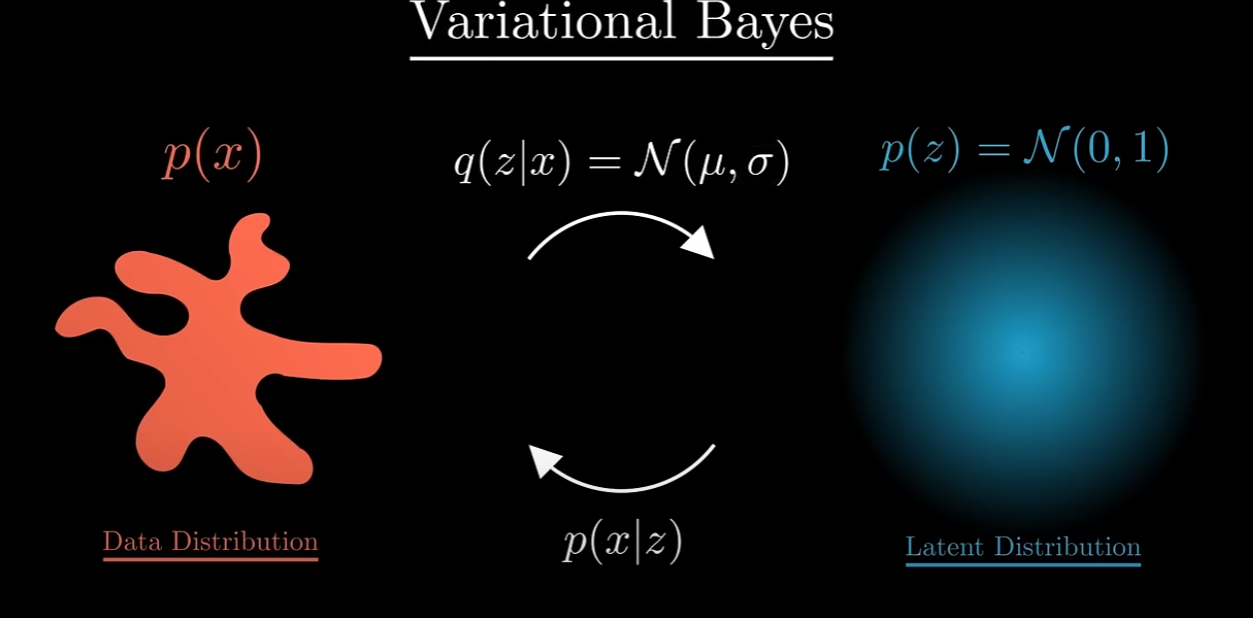 Variational Bayes
p(x)
q(z|x) = 𝒩(μ, σ)
p(z) = 𝒩(0, 1)
p(x|z)
Data Distribution
Latent Distribution